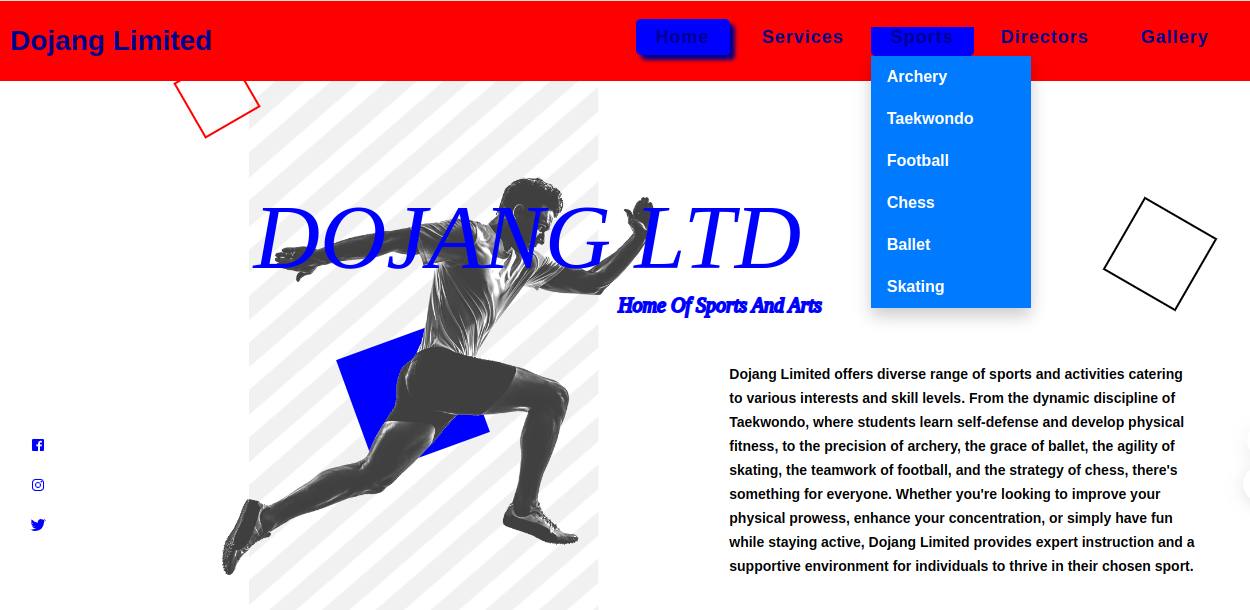 Dojang Limited
Home Services Sports Directors Gallery
Archery
Taekwondo
Football
Chess
Ballet
Skating
DOJANG LTD
Home Of Sports And Arts
Dojang Limited offers diverse range of sports and activities catering
to various interests and skill levels. From the dynamic discipline of
Taekwondo, where students learn self-defense and develop physical
fitness, to the precision of archery, the grace of ballet, the agility of
skating, the teamwork of football, and the strategy of chess, there's
something for everyone. Whether you're looking to improve your
physical prowess, enhance your concentration, or simply have fun
while staying active, Dojang Limited provides expert instruction and a
supportive environment for individuals to thrive in their chosen sport.